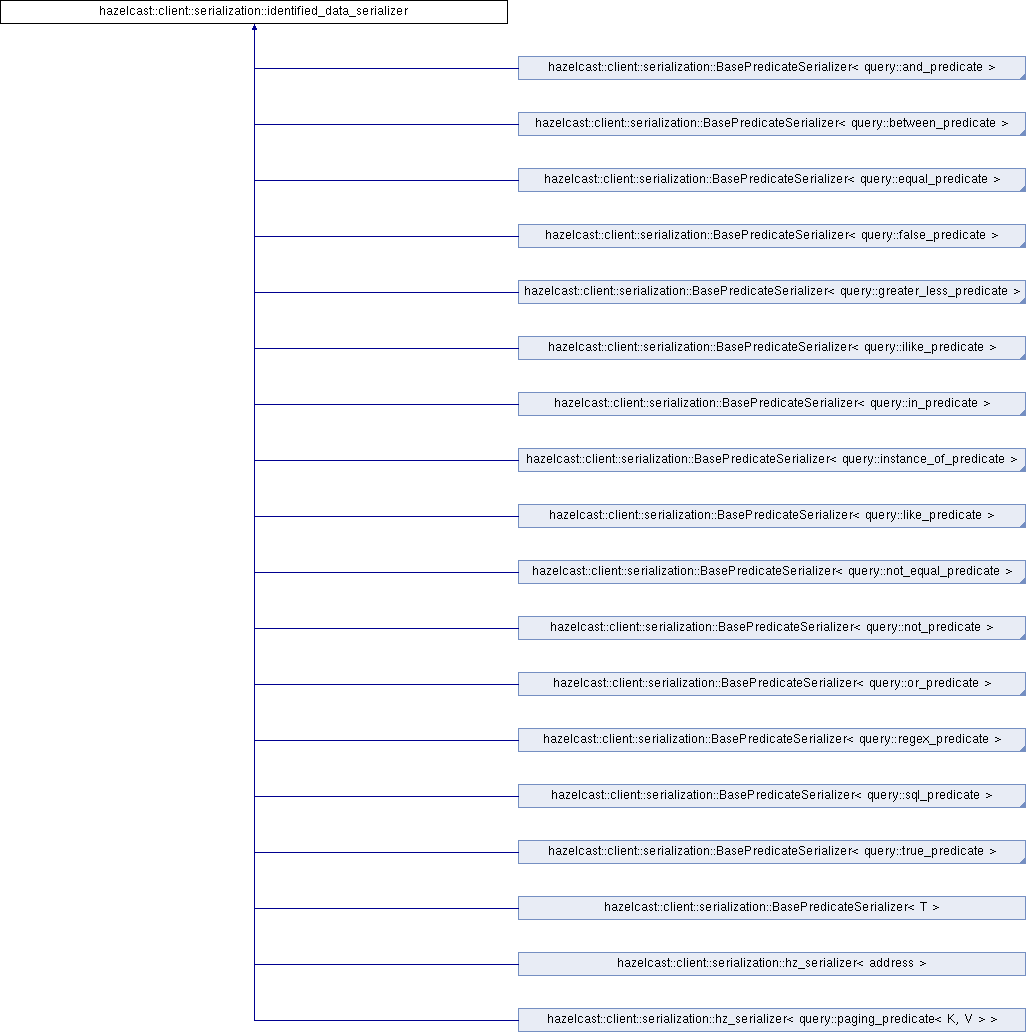 hazelcast::client::serialization::identified_data_serializer
hazelcast::client::serialization::BasePredicateSerializer< query::and_predicate >
hazelcast::client::serialization::BasePredicateSerializer< query::between_predicate >
hazelcast::client::serialization::BasePredicateSerializer< query::equal_predicate >
hazelcast::client::serialization::BasePredicateSerializer< query::false_predicate >
hazelcast::client::serialization::BasePredicateSerializer< query::greater_less_predicate >
hazelcast::client::serialization::BasePredicateSerializer< query::ilike_predicate >
hazelcast::client::serialization::BasePredicateSerializer< query::in_predicate >
hazelcast::client::serialization::BasePredicateSerializer< query::instance_of_predicate >
hazelcast::client::serialization::BasePredicateSerializer< query::like_predicate >
hazelcast::client::serialization::BasePredicateSerializer< query::not_equal_predicate >
hazelcast::client::serialization::BasePredicateSerializer< query::not_predicate >
hazelcast::client::serialization::BasePredicateSerializer< query::or_predicate >
hazelcast::client::serialization::BasePredicateSerializer< query::regex_predicate >
hazelcast::client::serialization::BasePredicateSerializer< query::sql_predicate >
hazelcast::client::serialization::BasePredicateSerializer< query::true_predicate >
hazelcast::client::serialization::BasePredicateSerializer< T >
hazelcast::client::serialization::hz_serializer< address >
hazelcast::client::serialization::hz_serializer< query::paging_predicate< K, V > >